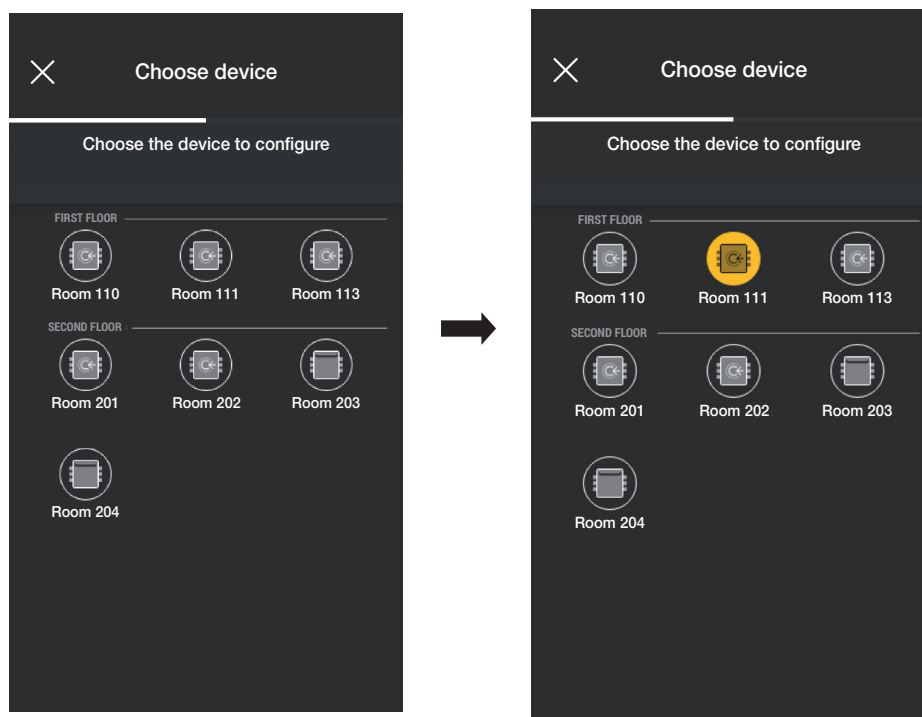 Choose device
Choose the device to configure
FIRST FLOOR
Room 110 Room 111 Room 113
SECOND FLOOR
Room 201 Room 202 Room 203
Room 204
Choose device
Choose the device to configure
FIRST FLOOR
Room 110 Room 111 Room 113
SECOND FLOOR
Room 201 Room 202 Room 203
Room 204